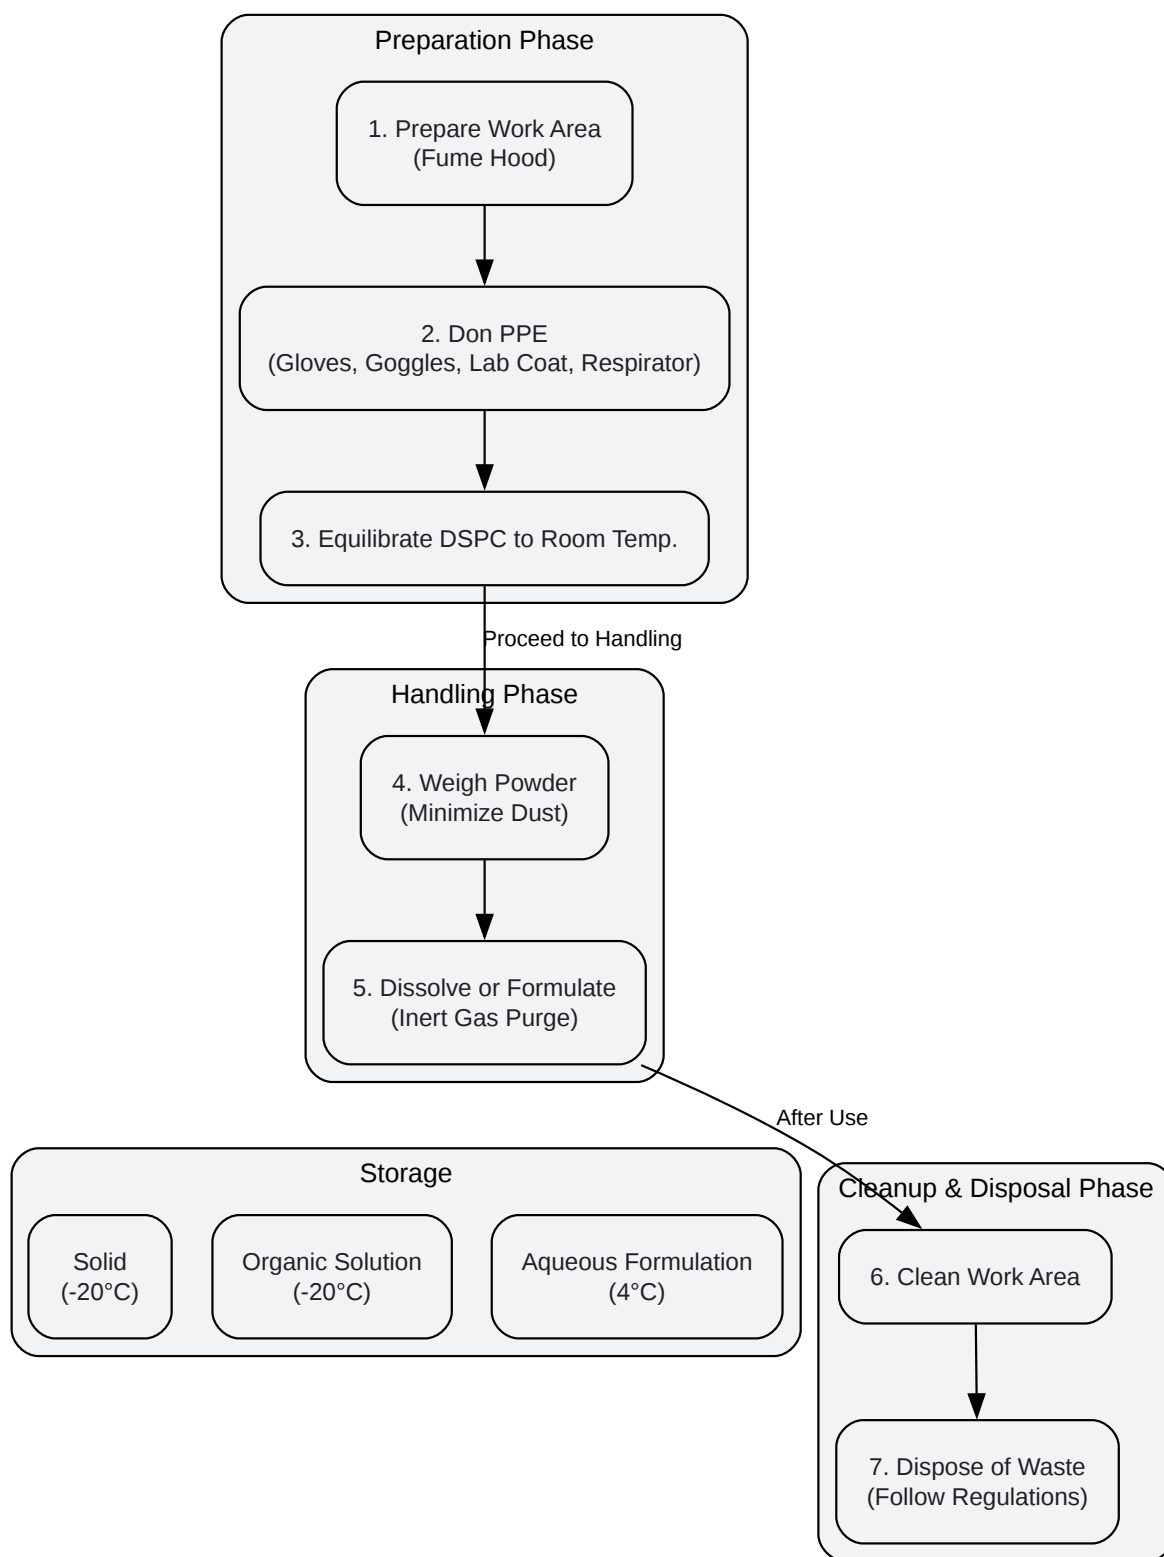 Preparation Phase
1. Prepare Work Area
(Fume Hood)
2. Don PPE
(Gloves, Goggles, Lab Coat, Respirator)
3. Equilibrate DSPC to Room Temp.
Proceed to Handling
Handling Phase
4. Weigh Powder
(Minimize Dust)
5. Dissolve or Formulate
(Inert Gas Purge)
After Use
Storage
Solid
(-20°C)
Organic Solution
(-20°C)
Aqueous Formulation
(4°C)
Cleanup & Disposal Phase
6. Clean Work Area
7. Dispose of Waste
(Follow Regulations)